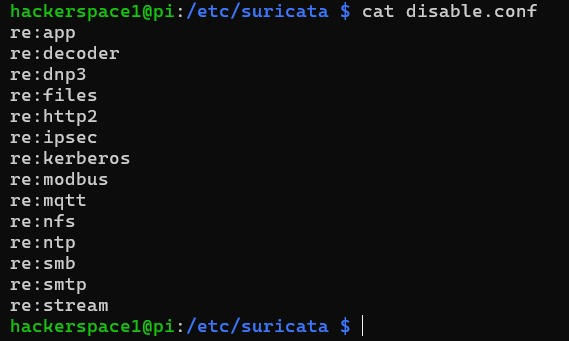 hackerspace1@pi:/etc/suricata $ cat disable.conf
re:app
re:decoder
re:dnp3
re:files
re:http2
re:ipsec
re:kerberos
re:modbus
re:mqtt
re:nfs
re:ntp
re:smb
re:smtp
re:stream
hackerspace1@pi:/etc/suricata $